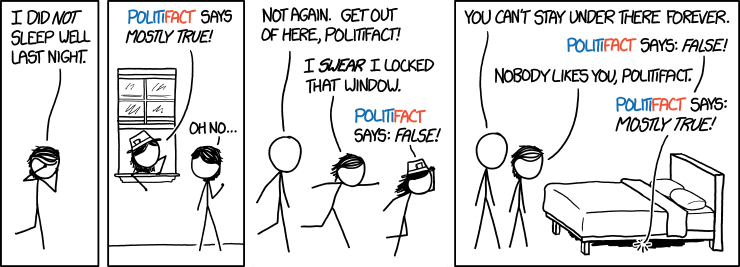 I DID NOT
SLEEP WELL
LAST NIGHT.
POLITIFACT SAYS
MOSTLY TRUE!
OH NO...
NOT AGAIN. GET OUT
OF HERE, POLITIFACT!
I SWEAR I LOCKED
THAT WINDOW.
POLITIFACT
SAYS: FALSE!
YOU CAN'T STAY UNDER THERE FOREVER.
POLITIFACT SAYS: FALSE!
NOBODY LIKES YOU, POLITIFACT.
POLITIFACT SAYS:
MOSTLY TRUE!